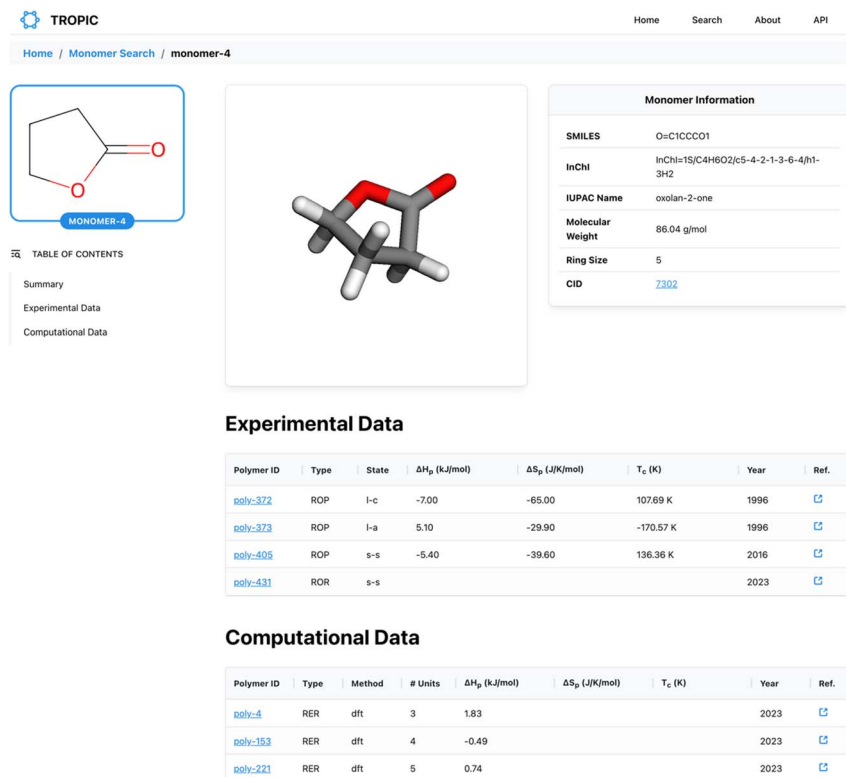 TROPIC
Home Search About API
Home / Monomer Search / monomer-4
O
O
MONOMER-4
TABLE OF CONTENTS
Summary
Experimental Data
Computational Data
Monomer Information
SMILES O=C1CCCO1
InChI InChI=1S/C4H6O2/c5-4-2-1-3-6-4/h1-
3H2
IUPAC Name oxolan-2-one
Molecular
Weight 86.04 g/mol
Ring Size 5
CID 7302
Experimental Data
Polymer ID Type State ΔHp (kJ/mol) ΔSp (J/K/mol) Tc (K) Year Ref.
poly-372 ROP l-c -7.00 -65.00 107.69 K 1996
poly-373 ROP l-a 5.10 -29.90 -170.57 K 1996
poly-405 ROP s-s -5.40 -39.60 136.36 K 2016
poly-431 ROR s-s 2023
Computational Data
Polymer ID Type Method # Units ΔHp (kJ/mol) ΔSp (J/K/mol) Tc (K) Year Ref.
poly-4 RER dft 3 1.83 2023
poly-153 RER dft 4 -0.49 2023
poly-221 RER dft 5 0.74 2023